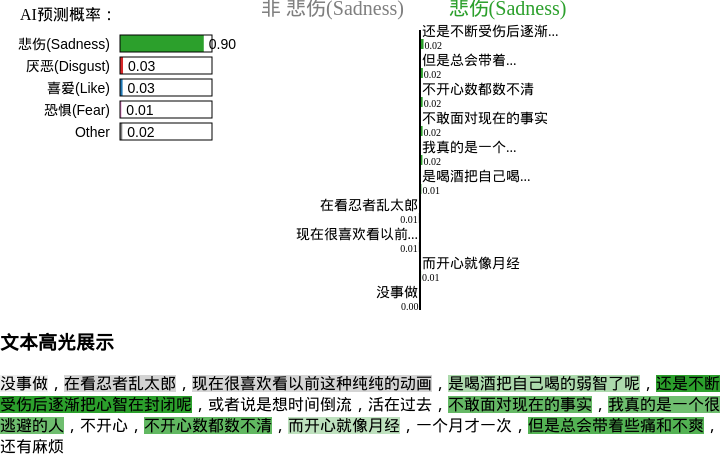 AI预测概率：
悲伤(Sadness) 0.90
厌恶(Disgust) 0.03
喜爱(Like) 0.03
恐惧(Fear) 0.01
Other 0.02
非 悲伤(Sadness) 悲伤(Sadness)
还是不断受伤后逐渐...
0.02
但是总会带着...
0.02
不开心数都数不清
0.02
不敢面对现在的事实
0.02
我真的是一个...
0.02
是喝酒把自己喝...
0.01
在看忍者乱太郎
0.01
现在很喜欢看以前...
0.01
而开心就像月经
0.01
没事做
0.00
文本高光展示
没事做，在看忍者乱太郎，现在很喜欢看以前这种纯纯的动画，是喝酒把自己喝的弱智了呢，还是不断
受伤后逐渐把心智在封闭呢，或者说是想时间倒流，活在过去，不敢面对现在的事实，我真的是一个很
逃避的人，不开心，不开心数都数不清，而开心就像月经，一个月才一次，但是总会带着些痛和不爽，
还有麻烦